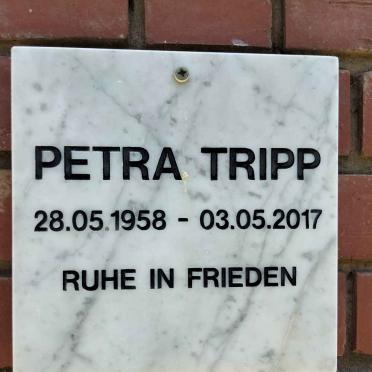 PETRA TRIPP
28.05.1958 - 03.05.2017
RUHE IN FRIEDEN